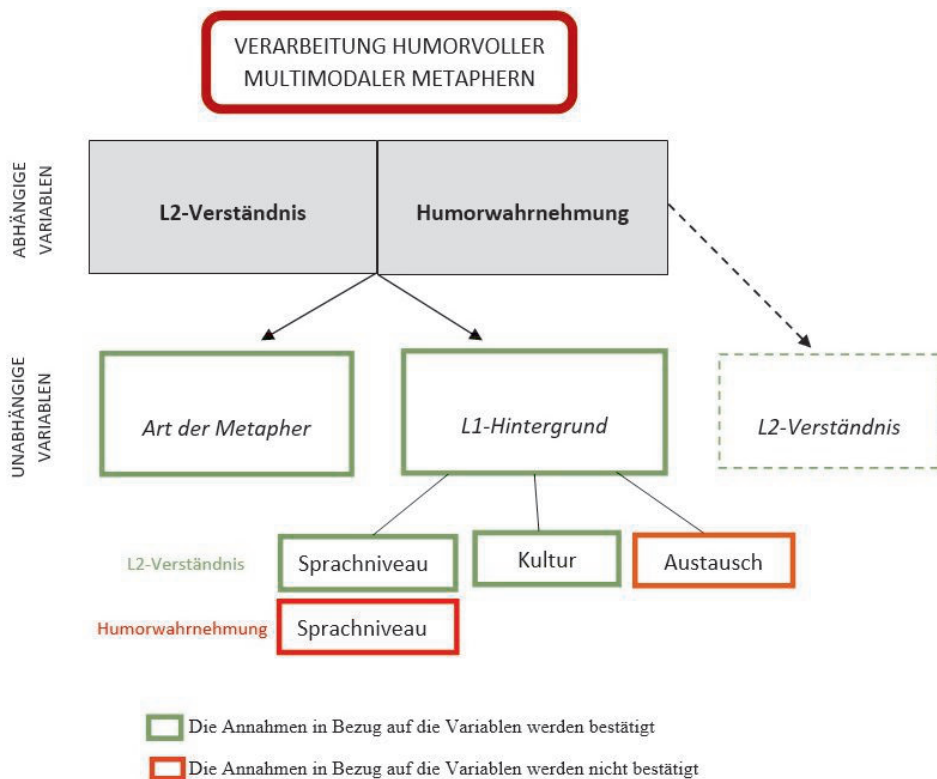 VERARBEITUNG HUMORVOLLER
MULTIMODALER METAPHERN
ABHÄNGIGE
VARIABLEN
L2-Verständnis
Humorwahrnehmung
UNABHÄNGIGE
VARIABLEN
Art der Metapher
L1-Hintergrund
L2-Verständnis
L2-Verständnis
Sprachniveau
Kultur
Austausch
Humorwahrnehmung
Sprachniveau
Die Annahmen in Bezug auf die Variablen werden bestätigt
Die Annahmen in Bezug auf die Variablen werden nicht bestätigt